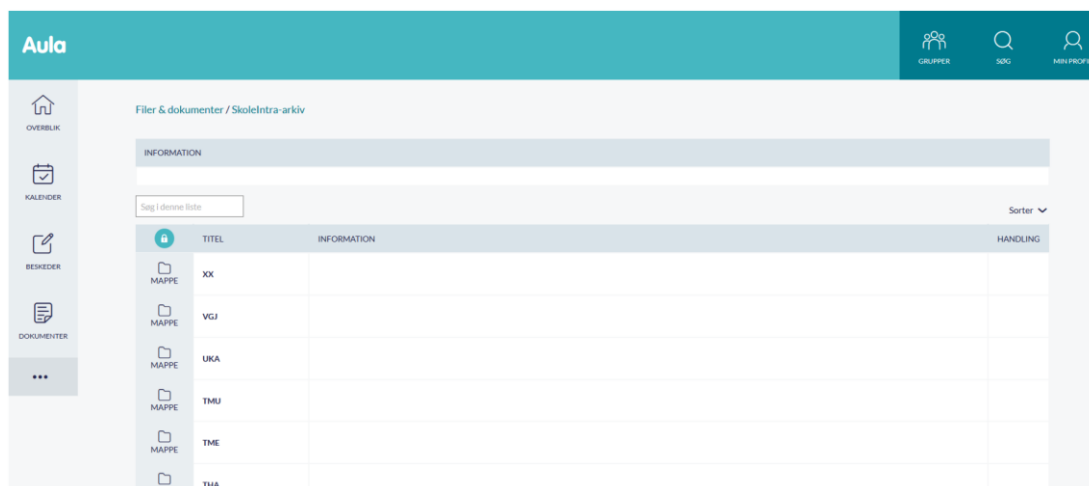 Aula
GRUPPER
SØG
MIN PROFI
OVERBLIK
KALENDER
BESKEDER
DOKUMENTER
Filer & dokumenter / SkoleIntra-arkiv
INFORMATION
Søg i denne liste
Sorter
TITEL INFORMATION HANDLING
MAPPE XX
MAPPE VGJ
MAPPE UKA
MAPPE TMU
MAPPE TME
THA